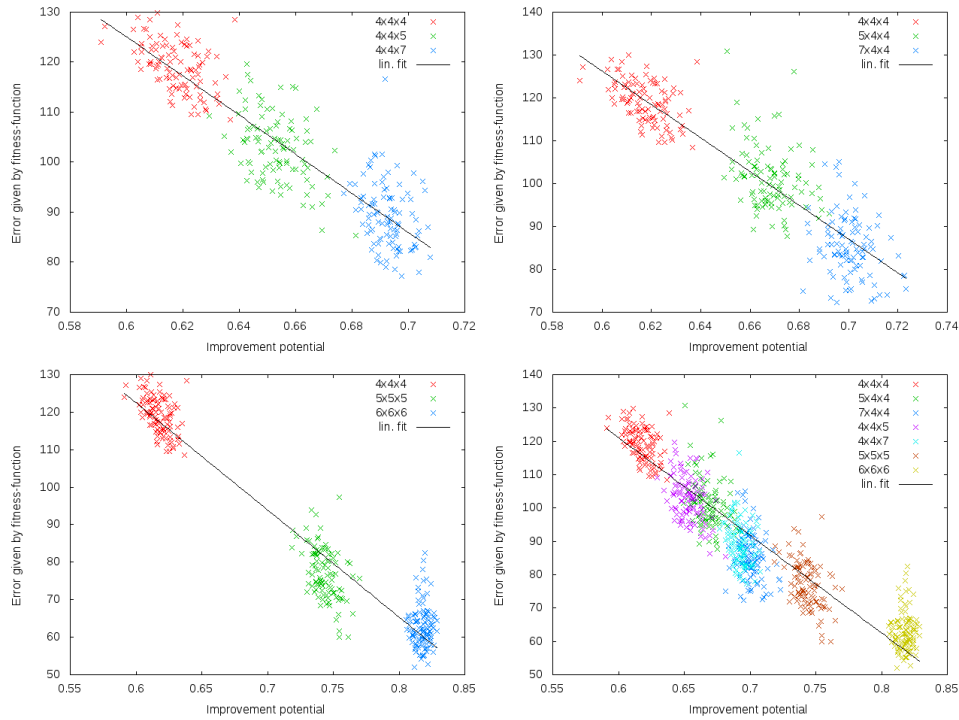 130
120
110
100
90
80
70
0.58
0.6
0.62
0.64
0.66
0.68
0.7
0.72
Error given by fitness-function
Improvement potential
4x4x4
4x4x5
4x4x7
lin. fit
140
130
120
110
100
90
80
70
0.58
0.6
0.62
0.64
0.66
0.68
0.7
0.72
0.74
Error given by fitness-function
Improvement potential
4x4x4
5x4x4
7x4x4
lin. fit
130
120
110
100
90
80
70
60
50
0.55
0.6
0.65
0.7
0.75
0.8
0.85
Error given by fitness-function
Improvement potential
4x4x4
5x5x5
6x6x6
lin. fit
140
130
120
110
100
90
80
70
60
50
0.55
0.6
0.65
0.7
0.75
0.8
0.85
Error given by fitness-function
Improvement potential
4x4x4
5x4x4
7x4x4
4x4x5
4x4x7
5x5x5
6x6x6
lin. fit